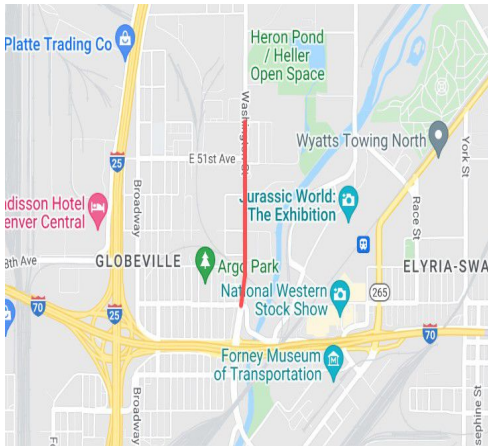 Platte Trading Co
Heron Pond
/ Heller
Open Space
Washington St
Wyatts Towing North
York St
E 51st Ave
25
Broadway
Jurassic World:
The Exhibition
Race St
adisson Hotel
enver Central
8th Ave
GLOBEVILLE
Argo Park
ELYRIA-SWA
National Western
Stock Show
265
70
25
70
Forney Museum
of Transportation
Broadway
Fo
sephine St